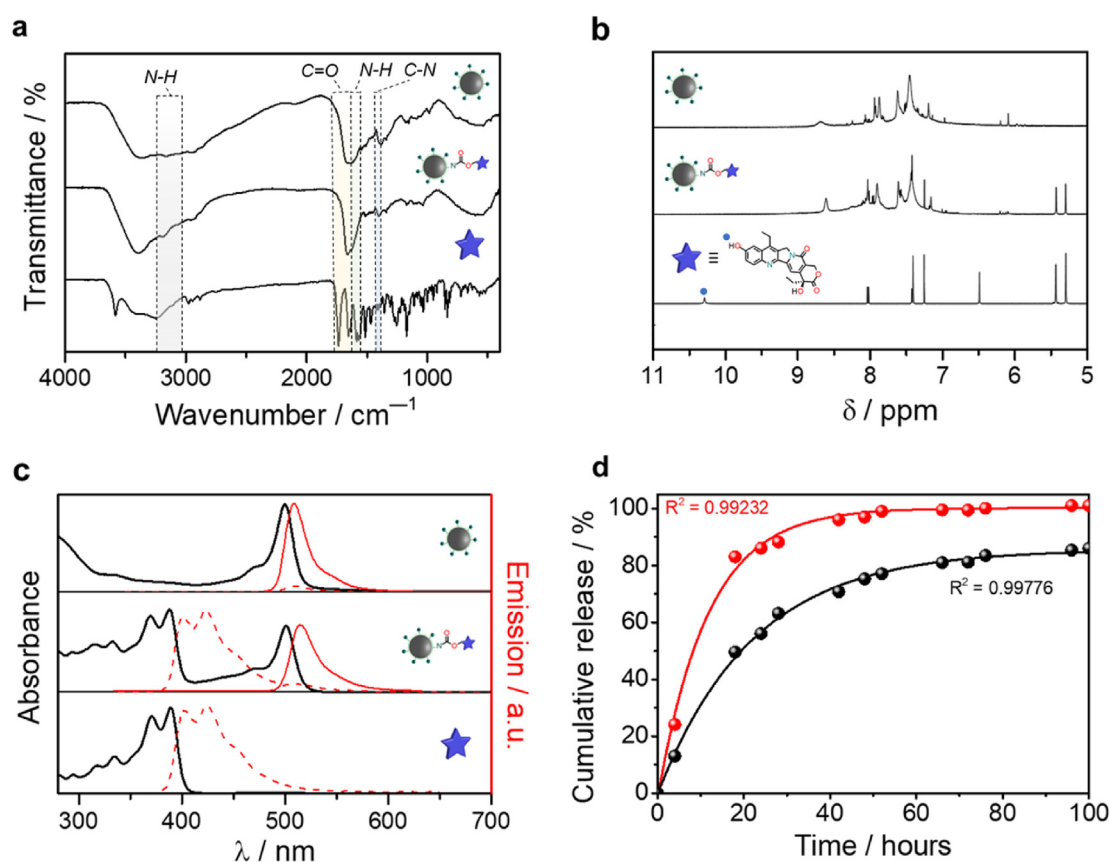 a
N-H
C=O
N-H
C-N
N
O
O
Transmittance / %
4000
3000
2000
1000
Wavenumber / cm⁻¹
b
N
O
O
≡
HO
N
N
O
O
O
OH
11
10
9
8
7
6
5
δ / ppm
c
Absorbance
Emission / a.u.
N
O
O
300
400
500
600
700
λ / nm
d
Cumulative release / %
100
80
60
40
20
0
R² = 0.99232
R² = 0.99776
0
20
40
60
80
100
Time / hours